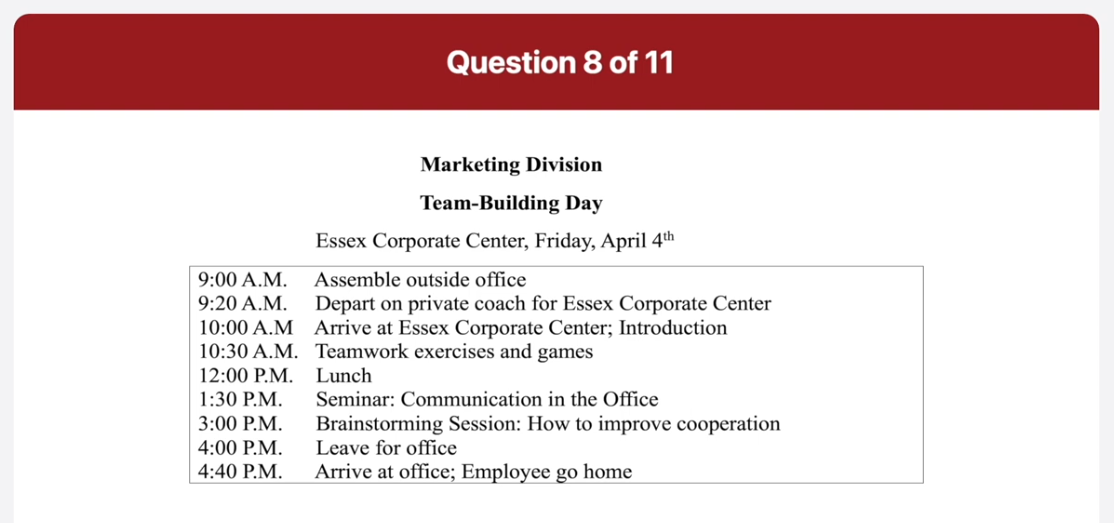 Question 8 of 11
Marketing Division
Team-Building Day
Essex Corporate Center, Friday, April 4th
9:00 A.M. Assemble outside office
9:20 A.M. Depart on private coach for Essex Corporate Center
10:00 A.M Arrive at Essex Corporate Center; Introduction
10:30 A.M. Teamwork exercises and games
12:00 P.M. Lunch
1:30 P.M. Seminar: Communication in the Office
3:00 P.M. Brainstorming Session: How to improve cooperation
4:00 P.M. Leave for office
4:40 P.M. Arrive at office; Employee go home